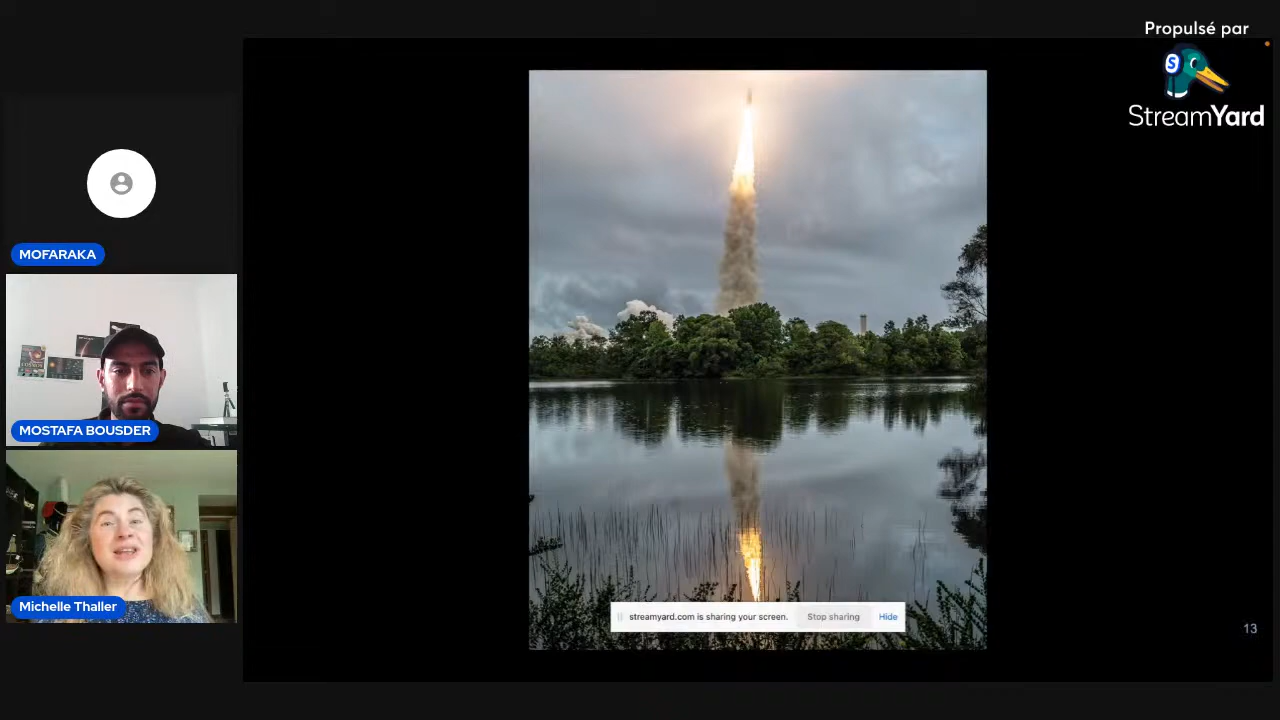 Propulsé par
S
StreamYard
MOFARAKA
MOSTAFA BOUSDER
Michelle Thaller
streamyard.com is sharing your screen. Stop sharing Hide
13